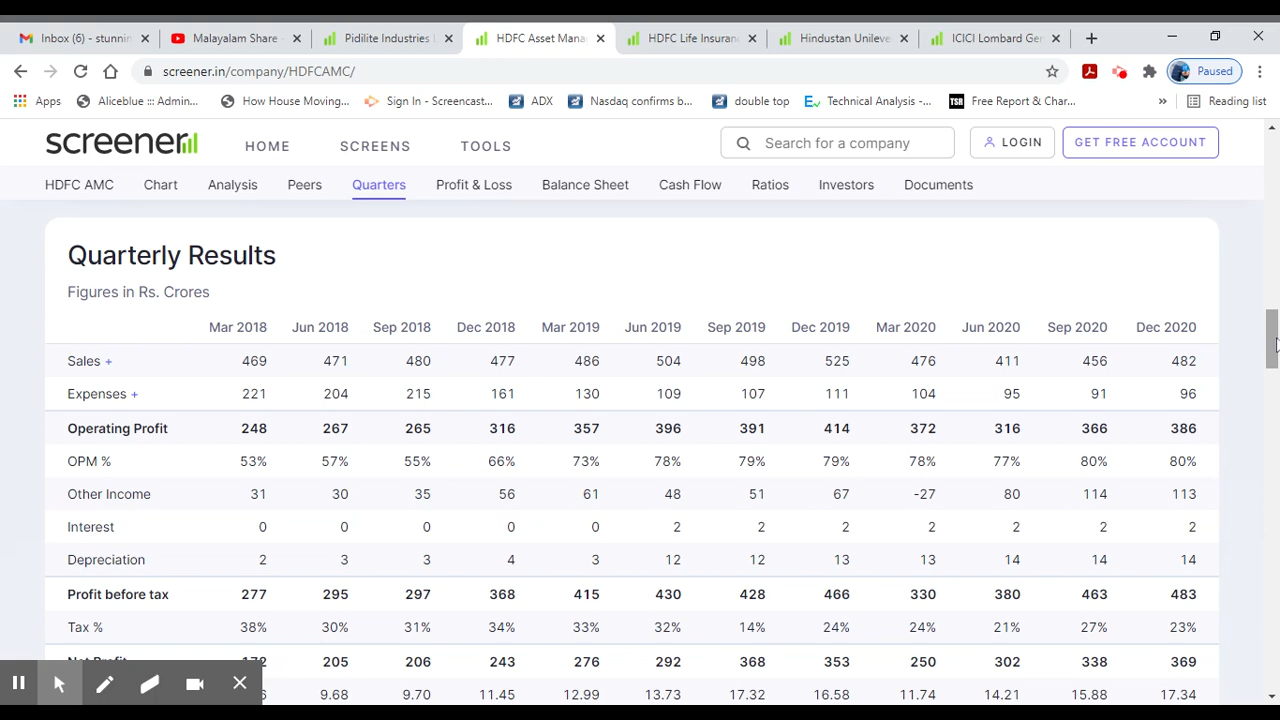 Inbox (6) - stunnin
Malayalam Share -
Pidilite Industries
HDFC Asset Mana
HDFC Life Insuran
Hindustan Unileve
ICICI Lombard Ger
screener.in/company/HDFCAMC/
Paused
Apps
Aliceblue ::: Admin...
How House Moving...
Sign In - Screencast...
ADX
Nasdaq confirms b...
double top
Technical Analysis -...
TSR
Free Report & Char...
»
Reading list
screener
HOME
SCREENS
TOOLS
Search for a company
LOGIN
GET FREE ACCOUNT
HDFC AMC Chart Analysis Peers Quarters Profit & Loss Balance Sheet Cash Flow Ratios Investors Documents
Quarterly Results
Figures in Rs. Crores
Mar 2018 Jun 2018 Sep 2018 Dec 2018 Mar 2019 Jun 2019 Sep 2019 Dec 2019 Mar 2020 Jun 2020 Sep 2020 Dec 2020
Sales + 469 471 480 477 486 504 498 525 476 411 456 482
Expenses + 221 204 215 161 130 109 107 111 104 95 91 96
Operating Profit 248 267 265 316 357 396 391 414 372 316 366 386
OPM % 53% 57% 55% 66% 73% 78% 79% 79% 78% 77% 80% 80%
Other Income 31 30 35 56 61 48 51 67 -27 80 114 113
Interest 0 0 0 0 0 2 2 2 2 2 2 2
Depreciation 2 3 3 4 3 12 12 13 13 14 14 14
Profit before tax 277 295 297 368 415 430 428 466 330 380 463 483
Tax % 38% 30% 31% 34% 33% 32% 14% 24% 24% 21% 27% 23%
Net Profit 172 205 206 243 276 292 368 353 250 302 338 369
9.68 9.70 11.45 12.99 13.73 17.32 16.58 11.74 14.21 15.88 17.34